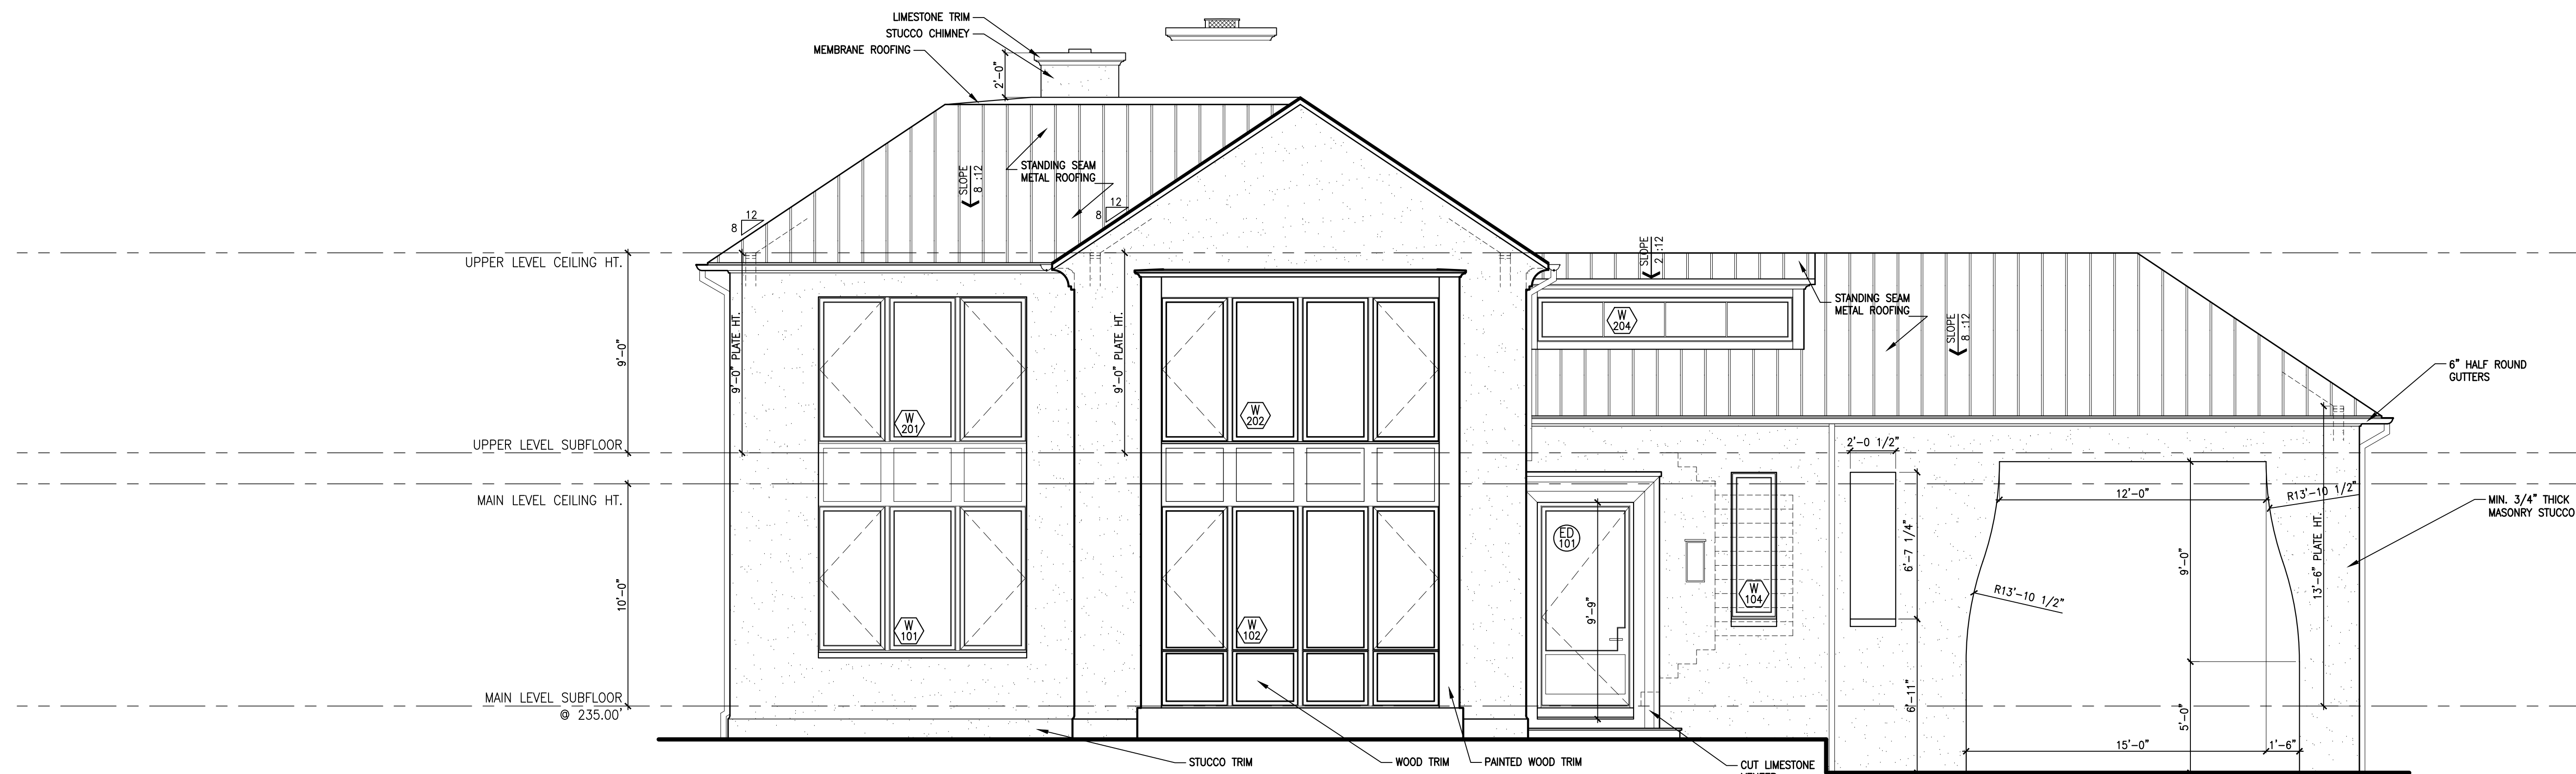 LIMESTONE TRIM
STUCCO CHIMNEY
MEMBRANE ROOFING
2'-0"
STANDING SEAM
METAL ROOFING
SLOPE
8 :12
12
8
12
8
UPPER LEVEL CEILING HT.
SLOPE
2 :12
STANDING SEAM
METAL ROOFING
SLOPE
8 :12
9'-0"
9'-0" PLATE HT.
9'-0" PLATE HT.
W
204
6" HALF ROUND
GUTTERS
W
201
W
202
UPPER LEVEL SUBFLOOR
2'-0 1/2"
MAIN LEVEL CEILING HT.
12'-0"
R13'-10 1/2"
MIN. 3/4" THICK
MASONRY STUCCO
ED
101
6'-7 1/4"
9'-0"
13'-6" PLATE HT.
10'-0"
W
101
W
102
9'-9"
W
104
R13'-10 1/2"
MAIN LEVEL SUBFLOOR
@ 235.00'
6'-11"
5'-0"
15'-0"
1'-6"
STUCCO TRIM
WOOD TRIM
PAINTED WOOD TRIM
CUT LIMESTONE